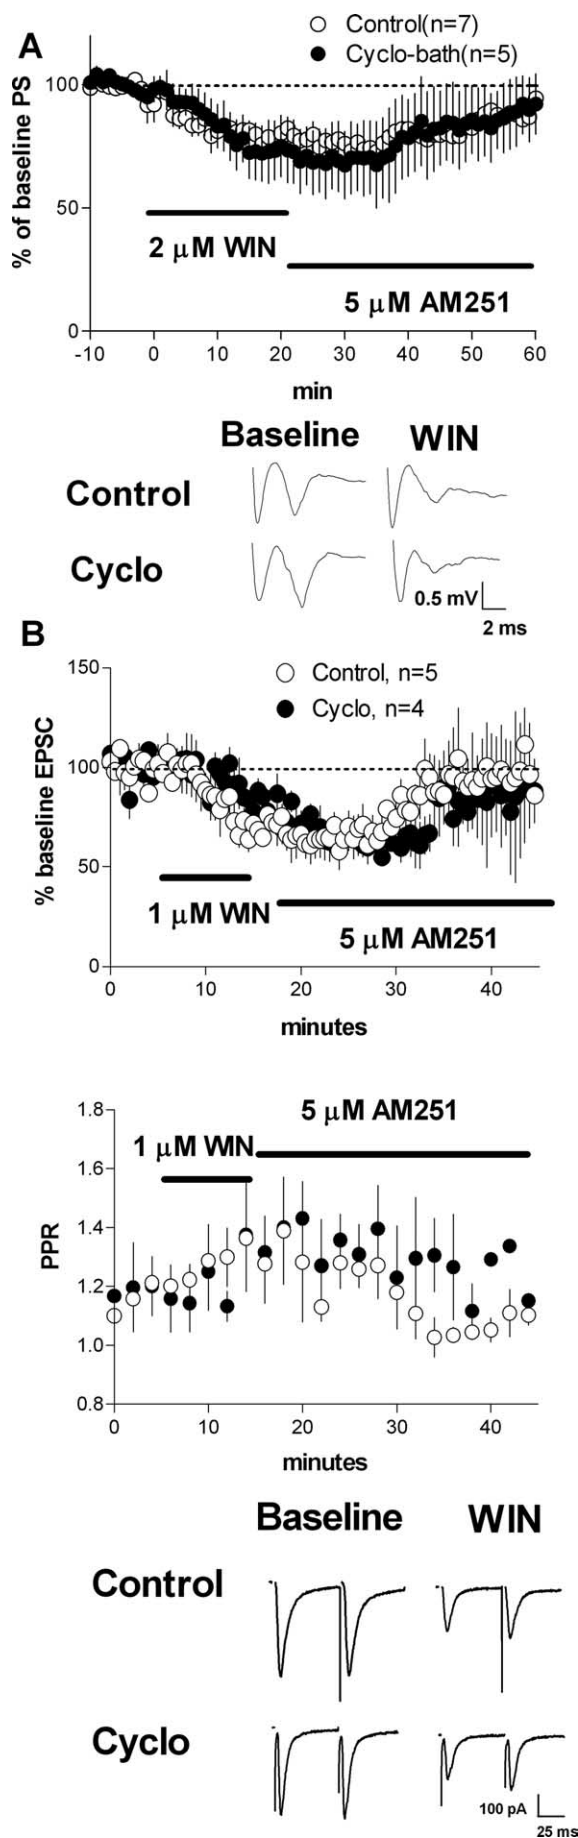 A
Control(n=7)
Cyclo-bath(n=5)
% of baseline PS
100
50
0
2 μM WIN
5 μM AM251
-10 0 10 20 30 40 50 60
min
Baseline WIN
Control
Cyclo
0.5 mV
2 ms
B
Control, n=5
Cyclo, n=4
% baseline EPSC
150
100
50
0
1 μM WIN
5 μM AM251
0 10 20 30 40
minutes
5 μM AM251
1 μM WIN
PPR
1.8
1.6
1.4
1.2
1.0
0.8
0 10 20 30 40
minutes
Baseline WIN
Control
Cyclo
100 pA
25 ms